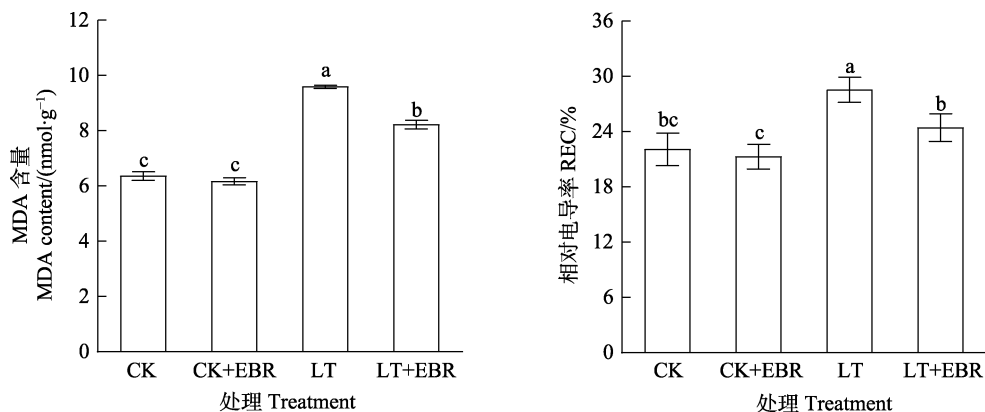 MDA 含量
MDA content/(nmol·g⁻¹)
12
10
8
6
4
2
0
c
c
a
b
CK
CK+EBR
LT
LT+EBR
处理 Treatment
相对电导率 REC/%
36
30
24
18
12
6
0
bc
c
a
b
CK
CK+EBR
LT
LT+EBR
处理 Treatment